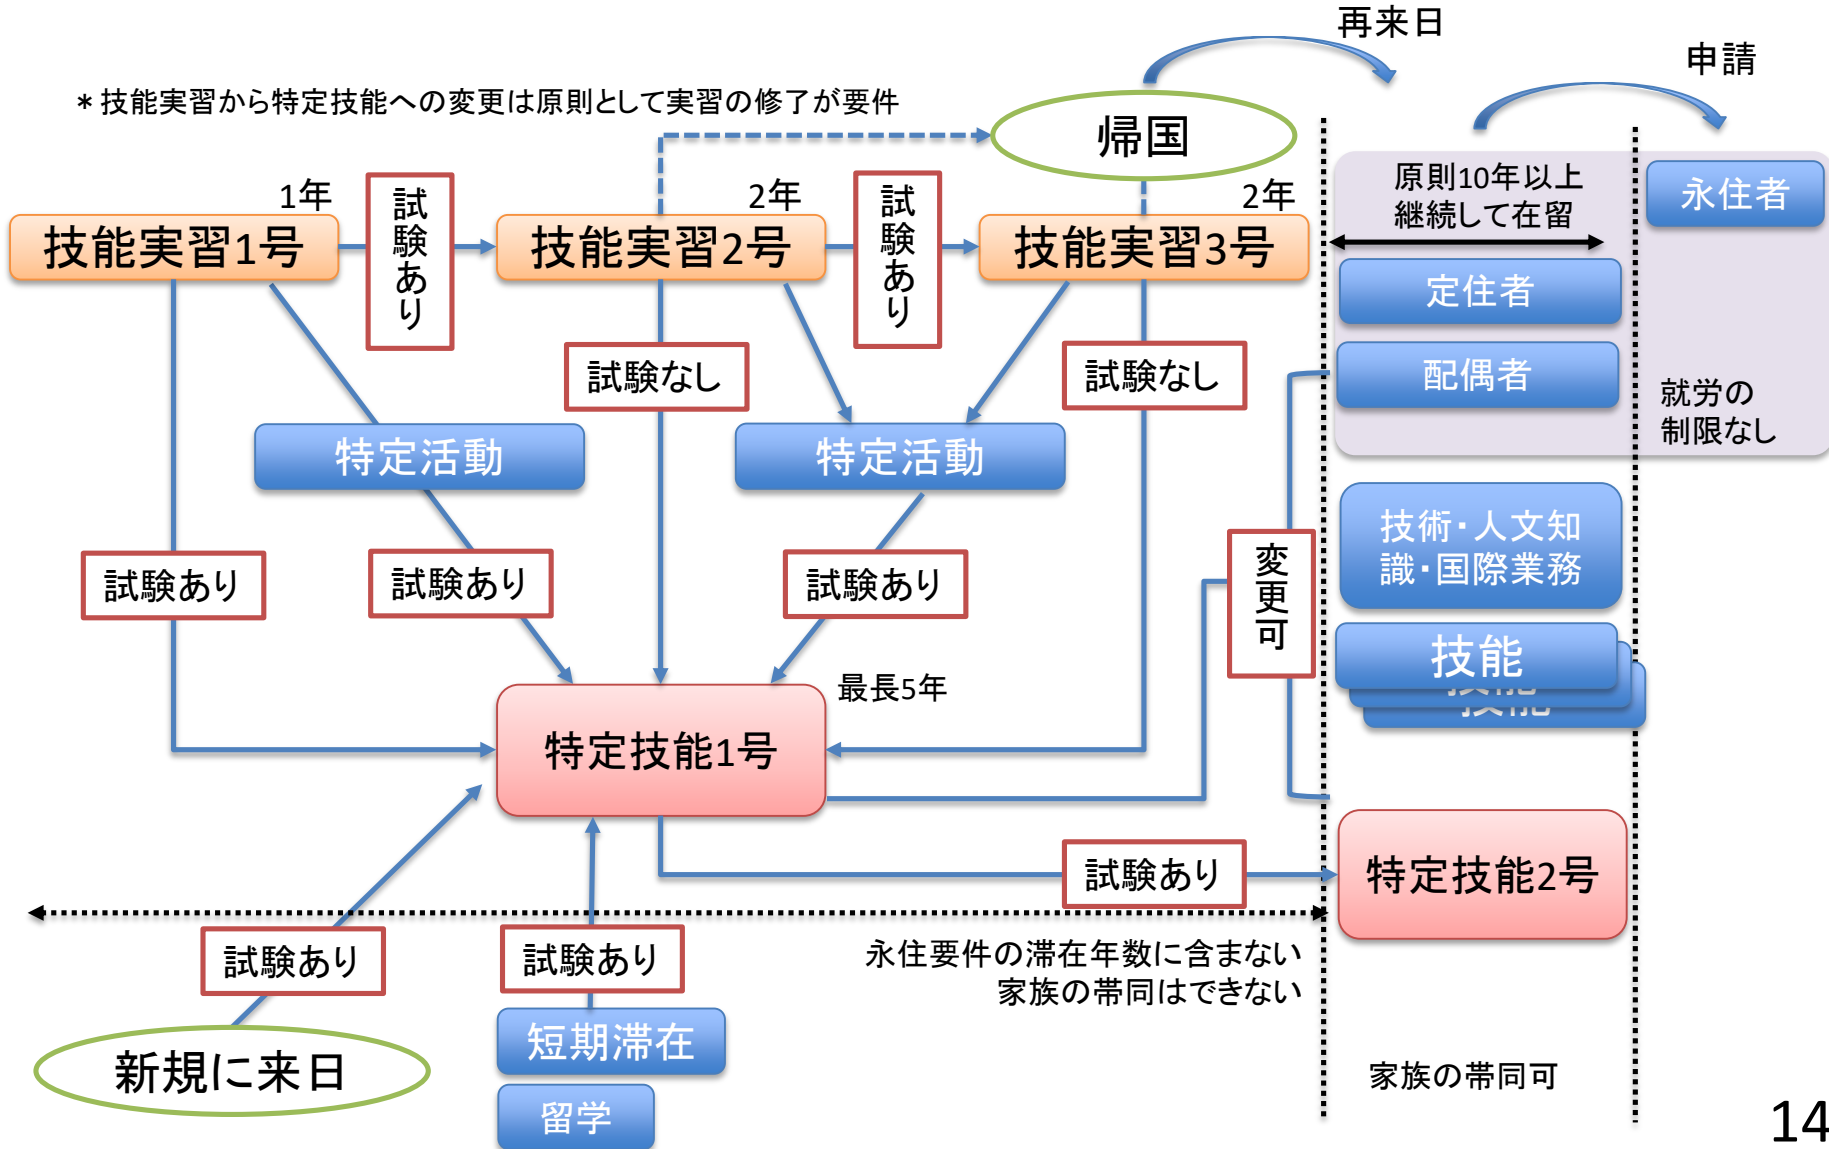 再来日
申請
＊技能実習から特定技能への変更は原則として実習の修了が要件
帰国
1年
試験あり
2年
試験あり
2年
原則10年以上
継続して在留
永住者
技能実習1号
技能実習2号
技能実習3号
定住者
試験なし
試験なし
配偶者
就労の
制限なし
特定活動
特定活動
技術・人文知
識・国際業務
変更可
試験あり
試験あり
試験あり
技能
技能
技能
最長5年
特定技能1号
試験あり
特定技能2号
試験あり
試験あり
永住要件の滞在年数に含まない
家族の帯同はできない
短期滞在
新規に来日
家族の帯同可
留学
14